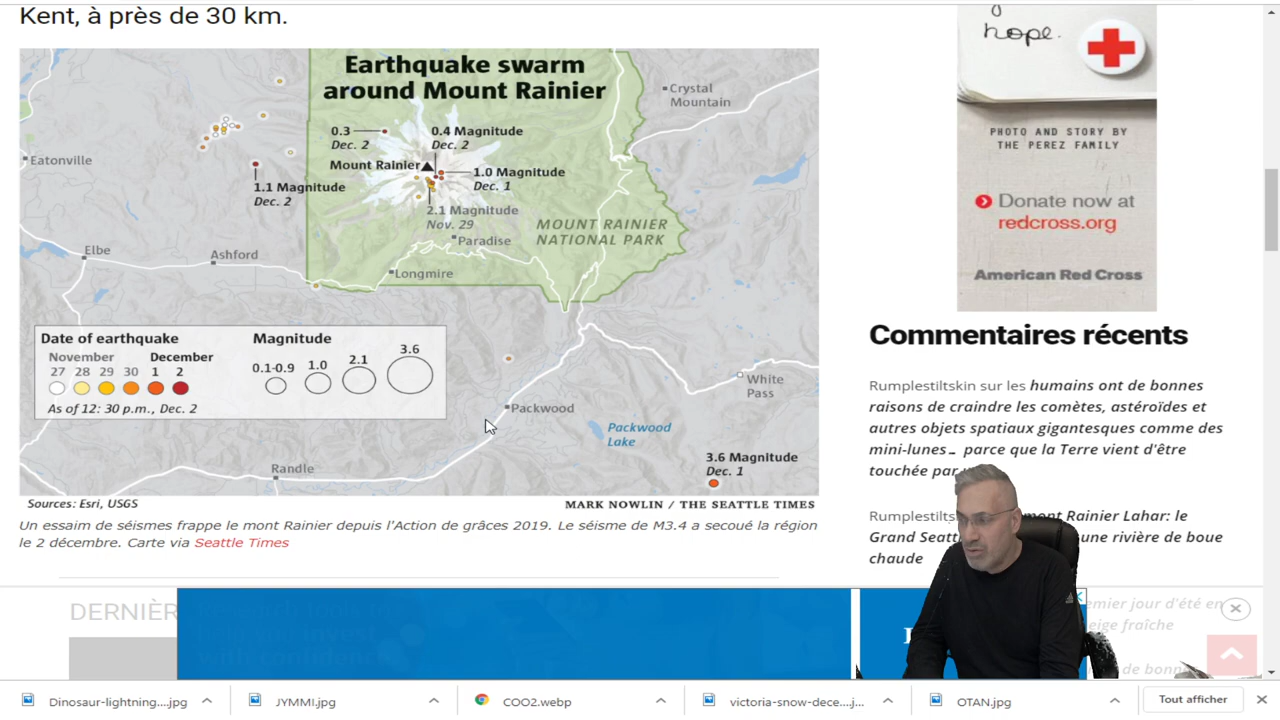 Kent, à près de 30 km.
Earthquake swarm
around Mount Rainier
Crystal
Mountain
Eatonville
0.3
Dec. 2
0.4 Magnitude
Dec. 2
Mount Rainier
1.0 Magnitude
Dec. 1
1.1 Magnitude
Dec. 2
2.1 Magnitude
Nov. 29
MOUNT RAINIER
NATIONAL PARK
Paradise
Elbe
Ashford
Longmire
Date of earthquake
November December
27 28 29 30 1 2
As of 12: 30 p.m., Dec. 2
Magnitude
0.1-0.9 1.0 2.1 3.6
White
Pass
Packwood
Packwood
Lake
Randle
3.6 Magnitude
Dec. 1
Sources: Esri, USGS
MARK NOWLIN / THE SEATTLE TIMES
Un essaim de séismes frappe le mont Rainier depuis l'Action de grâces 2019. Le séisme de M3.4 a secoué la région
le 2 décembre. Carte via Seattle Times
hope.
PHOTO AND STORY BY
THE PEREZ FAMILY
Donate now at
redcross.org
American Red Cross
Commentaires récents
Rumplestiltskin sur les humains ont de bonnes
raisons de craindre les comètes, astéroïdes et
autres objets spatiaux gigantesques comme des
mini-lunes – parce que la Terre vient d'être
touchée par
mont Rainier Lahar: le
Grand Seatt
une rivière de boue
chaude
jour d'été en
neige fraîche
de bonn
DERNIÈR
Dinosaur-lightning....jpg
JYMMI.jpg
COO2.webp
victoria-snow-dece....j...
OTAN.jpg
Tout afficher